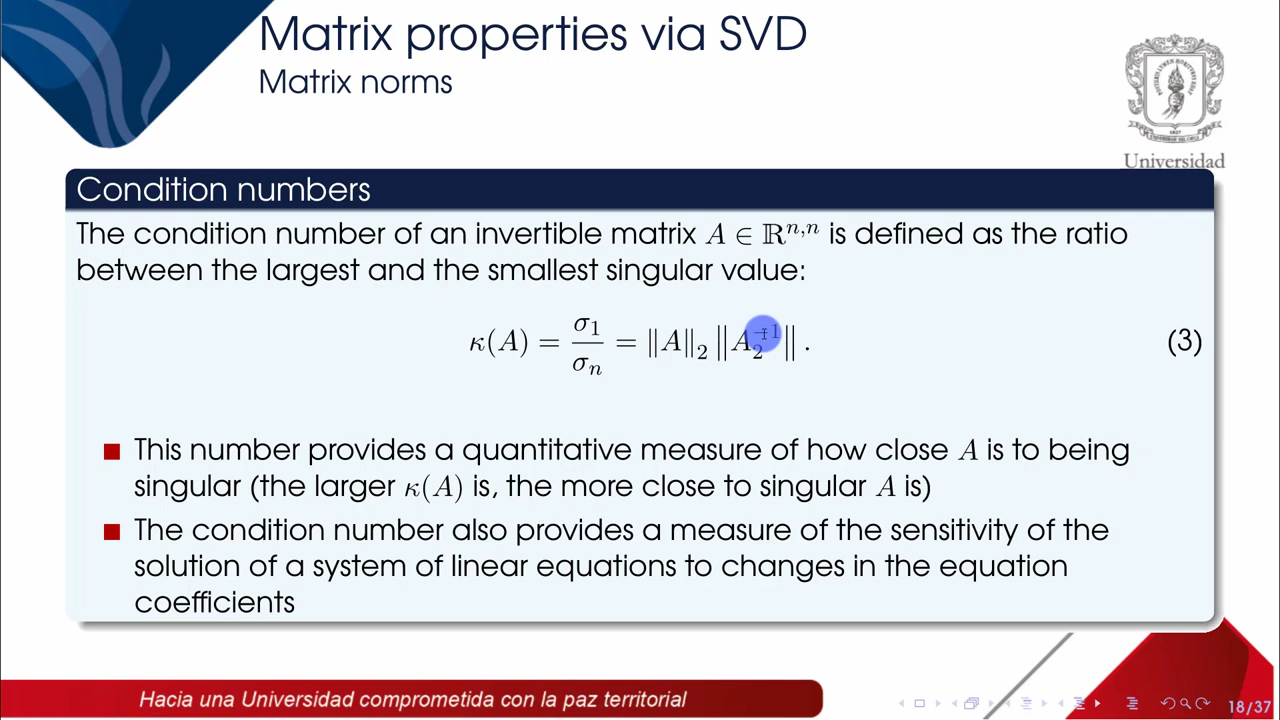 Matrix properties via SVD
Matrix norms
Universidad
Condition numbers
The condition number of an invertible matrix A ∈ ℝⁿ,ⁿ is defined as the ratio
between the largest and the smallest singular value:
κ(A) = σ₁/σₙ = ‖A‖₂ ‖A₂⁻¹‖. (3)
■ This number provides a quantitative measure of how close A is to being
singular (the larger κ(A) is, the more close to singular A is)
■ The condition number also provides a measure of the sensitivity of the
solution of a system of linear equations to changes in the equation
coefficients
Hacia una Universidad comprometida con la paz territorial
18/37